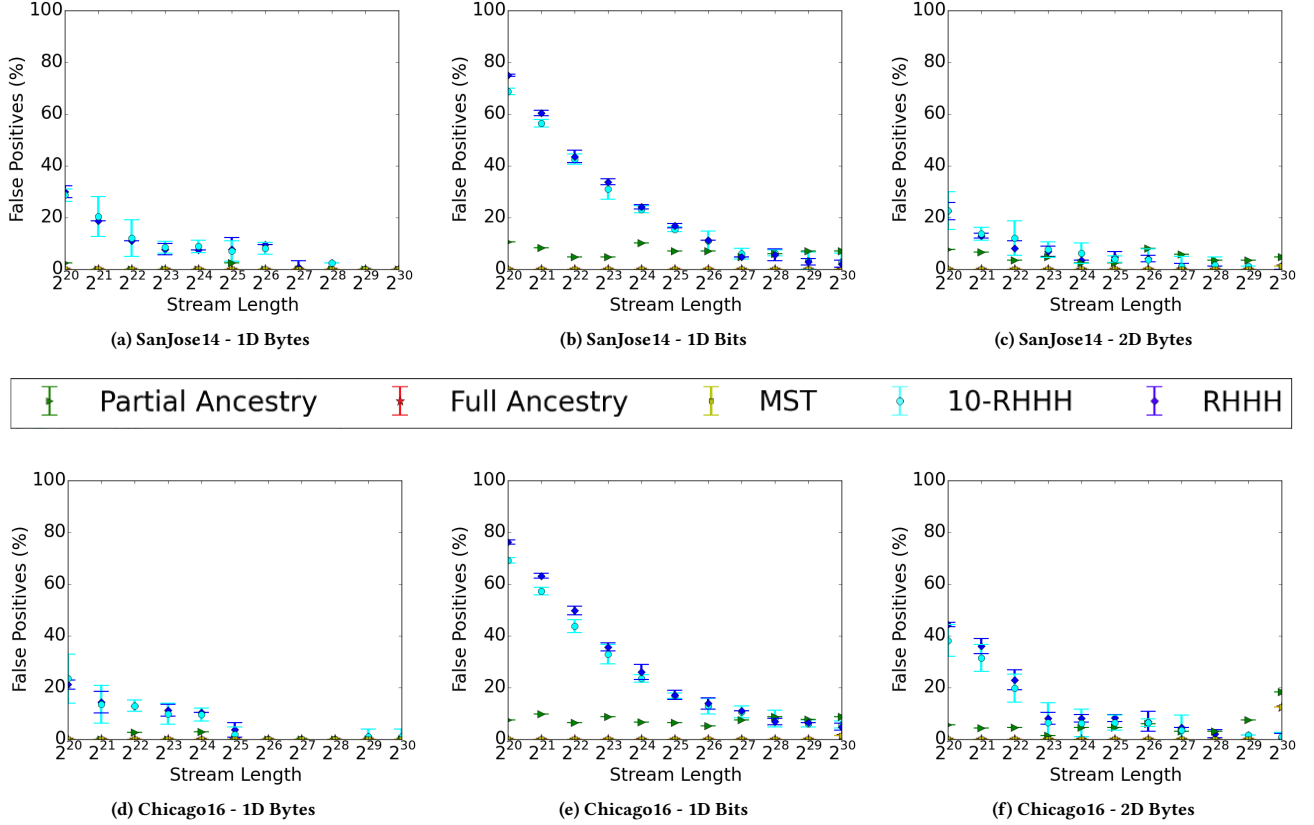 100
80
60
40
20
0
False Positives (%)
2^20 2^21 2^22 2^23 2^24 2^25 2^26 2^27 2^28 2^29 2^30
Stream Length
(a) SanJose14 - 1D Bytes
100
80
60
40
20
0
False Positives (%)
2^20 2^21 2^22 2^23 2^24 2^25 2^26 2^27 2^28 2^29 2^30
Stream Length
(b) SanJose14 - 1D Bits
100
80
60
40
20
0
False Positives (%)
2^20 2^21 2^22 2^23 2^24 2^25 2^26 2^27 2^28 2^29 2^30
Stream Length
(c) SanJose14 - 2D Bytes
Partial Ancestry Full Ancestry MST 10-RHHH RHHH
100
80
60
40
20
0
False Positives (%)
2^20 2^21 2^22 2^23 2^24 2^25 2^26 2^27 2^28 2^29 2^30
Stream Length
(d) Chicago16 - 1D Bytes
100
80
60
40
20
0
False Positives (%)
2^20 2^21 2^22 2^23 2^24 2^25 2^26 2^27 2^28 2^29 2^30
Stream Length
(e) Chicago16 - 1D Bits
100
80
60
40
20
0
False Positives (%)
2^20 2^21 2^22 2^23 2^24 2^25 2^26 2^27 2^28 2^29 2^30
Stream Length
(f) Chicago16 - 2D Bytes